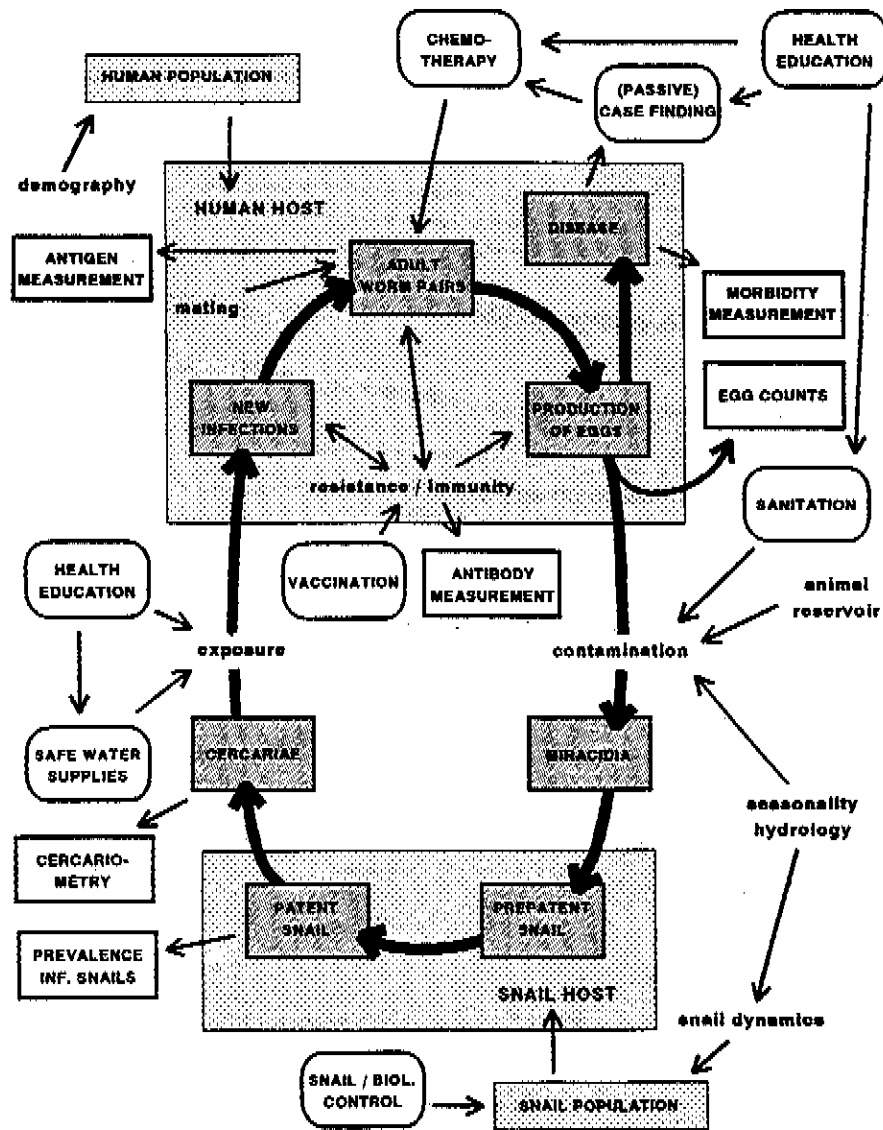 CHEMO-
THERAPY
HEALTH
EDUCATION
HUMAN POPULATION
(PASSIVE)
CASE FINDING
demography
HUMAN HOST
DISEASE
ANTIGEN
MEASUREMENT
ADULT
WORM PAIRS
mating
MORBIDITY
MEASUREMENT
NEW
INFECTIONS
PRODUCTION
OF EGGS
EGG COUNTS
resistance / immunity
SANITATION
HEALTH
EDUCATION
VACCINATION
ANTIBODY
MEASUREMENT
animal
reservoir
exposure
contamination
SAFE WATER
SUPPLIES
CERCARIAE
MIRACIDIA
seasonality
hydrology
CERCARIO-
METRY
PATENT
SNAIL
PREPATENT
SNAIL
PREVALENCE
INF. SNAILS
SNAIL HOST
snail dynamics
SNAIL / BIOL.
CONTROL
SNAIL POPULATION